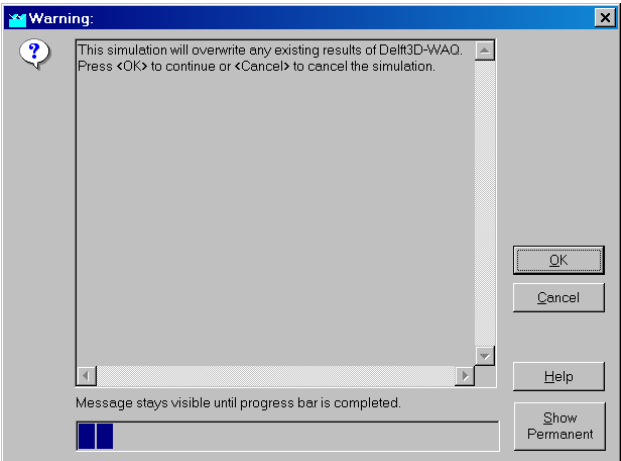 Warning:
This simulation will overwrite any existing results of Delft3D-WAQ.
Press <OK> to continue or <Cancel> to cancel the simulation.
OK
Cancel
Help
Message stays visible until progress bar is completed.
Show
Permanent